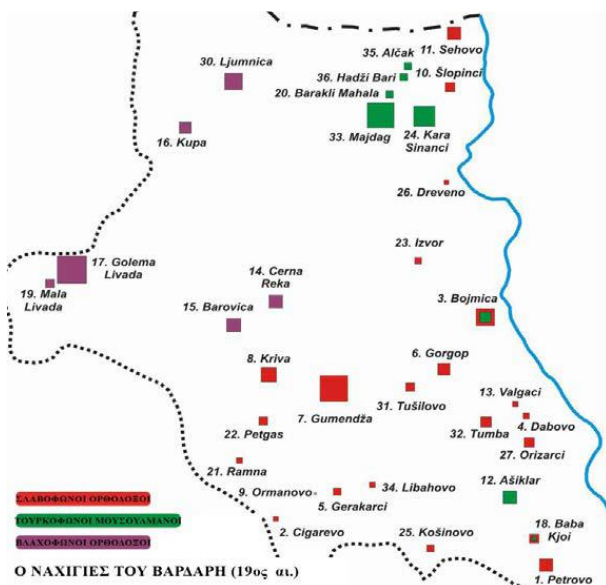 11. Sehovo
35. Alčak
30. Ljumnica
36. Hadži Bari
10. Šlopinci
20. Barakli Mahala
16. Kupa
33. Majdag
24. Kara
Sinanci
26. Dreveno
17. Golema
Livada
23. Izvor
19. Mala
Livada
14. Cerna
Reka
3. Bojmica
15. Barovica
8. Kriva
6. Gorgop
7. Gumendža
31. Tušilovo
13. Valgaci
4. Dabovo
22. Petgas
32. Tumba
27. Orizarci
21. Ramna
34. Libahovo
12. Ašiklar
9. Ormanovo-
5. Gerakarci
2. Cigarevo
25. Košinovo
18. Baba
Kjoi
1. Petrovo
ΣΛΑΒΟΦΩΝΟΙ ΟΡΘΟΔΟΞΟΙ
ΤΟΥΡΚΟΦΩΝΟΙ ΜΟΥΣΟΥΛΜΑΝΟΙ
ΒΛΑΧΟΦΩΝΟΙ ΟΡΘΟΔΟΞΟΙ
Ο ΝΑΧΙΓΙΕΣ ΤΟΥ ΒΑΡΔΑΡΗ (19ος αι.)